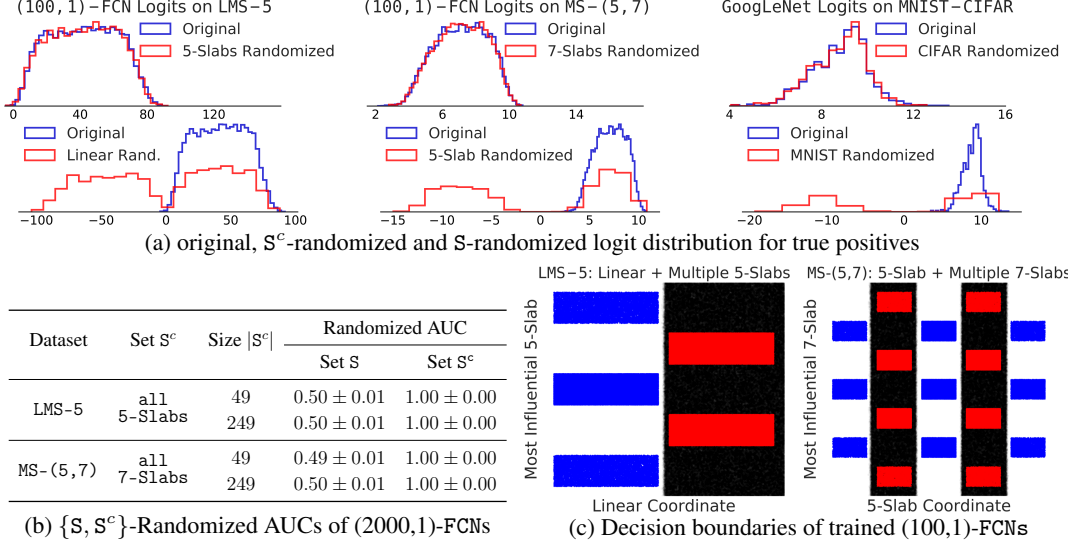 (100,1)-FCN Logits on LMS-5
Original
5-Slabs Randomized
0 40 80 120
Original
Linear Rand.
−100 −50 0 50 100
(100,1)-FCN Logits on MS-(5,7)
Original
7-Slabs Randomized
2 6 10 14
Original
5-Slab Randomized
−15 −10 −5 0 5 10
GoogLeNet Logits on MNIST-CIFAR
Original
CIFAR Randomized
4 8 12 16
Original
MNIST Randomized
−20 −10 0 10
(a) original, Sᶜ-randomized and S-randomized logit distribution for true positives
Dataset Set Sᶜ Size |Sᶜ| Randomized AUC
Set S Set Sᶜ
LMS-5 all 5-Slabs 49 0.50 ± 0.01 1.00 ± 0.00
249 0.50 ± 0.01 1.00 ± 0.00
MS-(5,7) all 7-Slabs 49 0.49 ± 0.01 1.00 ± 0.00
249 0.50 ± 0.01 1.00 ± 0.00
(b) {S, Sᶜ}-Randomized AUCs of (2000,1)-FCNs
LMS-5: Linear + Multiple 5-Slabs
Most Influential 5-Slab
Linear Coordinate
MS-(5,7): 5-Slab + Multiple 7-Slabs
Most Influential 7-Slab
5-Slab Coordinate
(c) Decision boundaries of trained (100,1)-FCNs